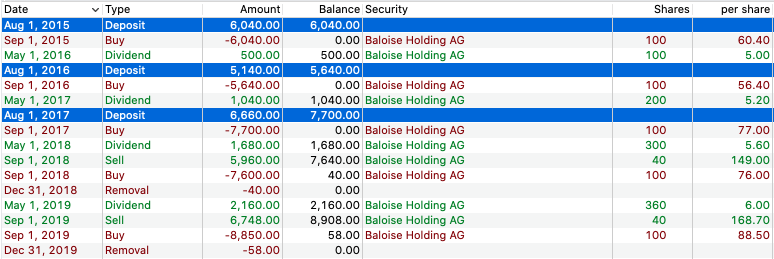 Date Type Amount Balance Security Shares per share
Aug 1, 2015 Deposit 6,040.00 6,040.00
Sep 1, 2015 Buy -6,040.00 0.00 Baloise Holding AG 100 60.40
May 1, 2016 Dividend 500.00 500.00 Baloise Holding AG 100 5.00
Aug 1, 2016 Deposit 5,140.00 5,640.00
Sep 1, 2016 Buy -5,640.00 0.00 Baloise Holding AG 100 56.40
May 1, 2017 Dividend 1,040.00 1,040.00 Baloise Holding AG 200 5.20
Aug 1, 2017 Deposit 6,660.00 7,700.00
Sep 1, 2017 Buy -7,700.00 0.00 Baloise Holding AG 100 77.00
May 1, 2018 Dividend 1,680.00 1,680.00 Baloise Holding AG 300 5.60
Sep 1, 2018 Sell 5,960.00 7,640.00 Baloise Holding AG 40 149.00
Sep 1, 2018 Buy -7,600.00 40.00 Baloise Holding AG 100 76.00
Dec 31, 2018 Removal -40.00 0.00
May 1, 2019 Dividend 2,160.00 2,160.00 Baloise Holding AG 360 6.00
Sep 1, 2019 Sell 6,748.00 8,908.00 Baloise Holding AG 40 168.70
Sep 1, 2019 Buy -8,850.00 58.00 Baloise Holding AG 100 88.50
Dec 31, 2019 Removal -58.00 0.00